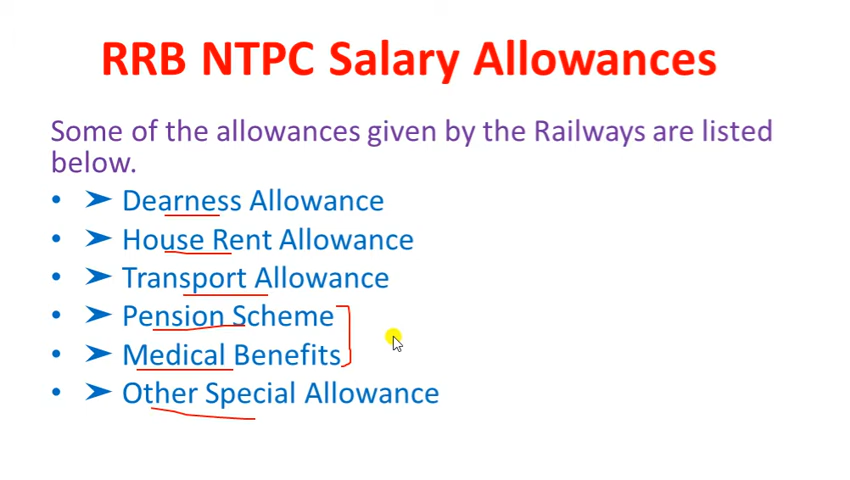 RRB NTPC Salary Allowances
Some of the allowances given by the Railways are listed
below.
• ➤ Dearness Allowance
• ➤ House Rent Allowance
• ➤ Transport Allowance
• ➤ Pension Scheme
• ➤ Medical Benefits
• ➤ Other Special Allowance